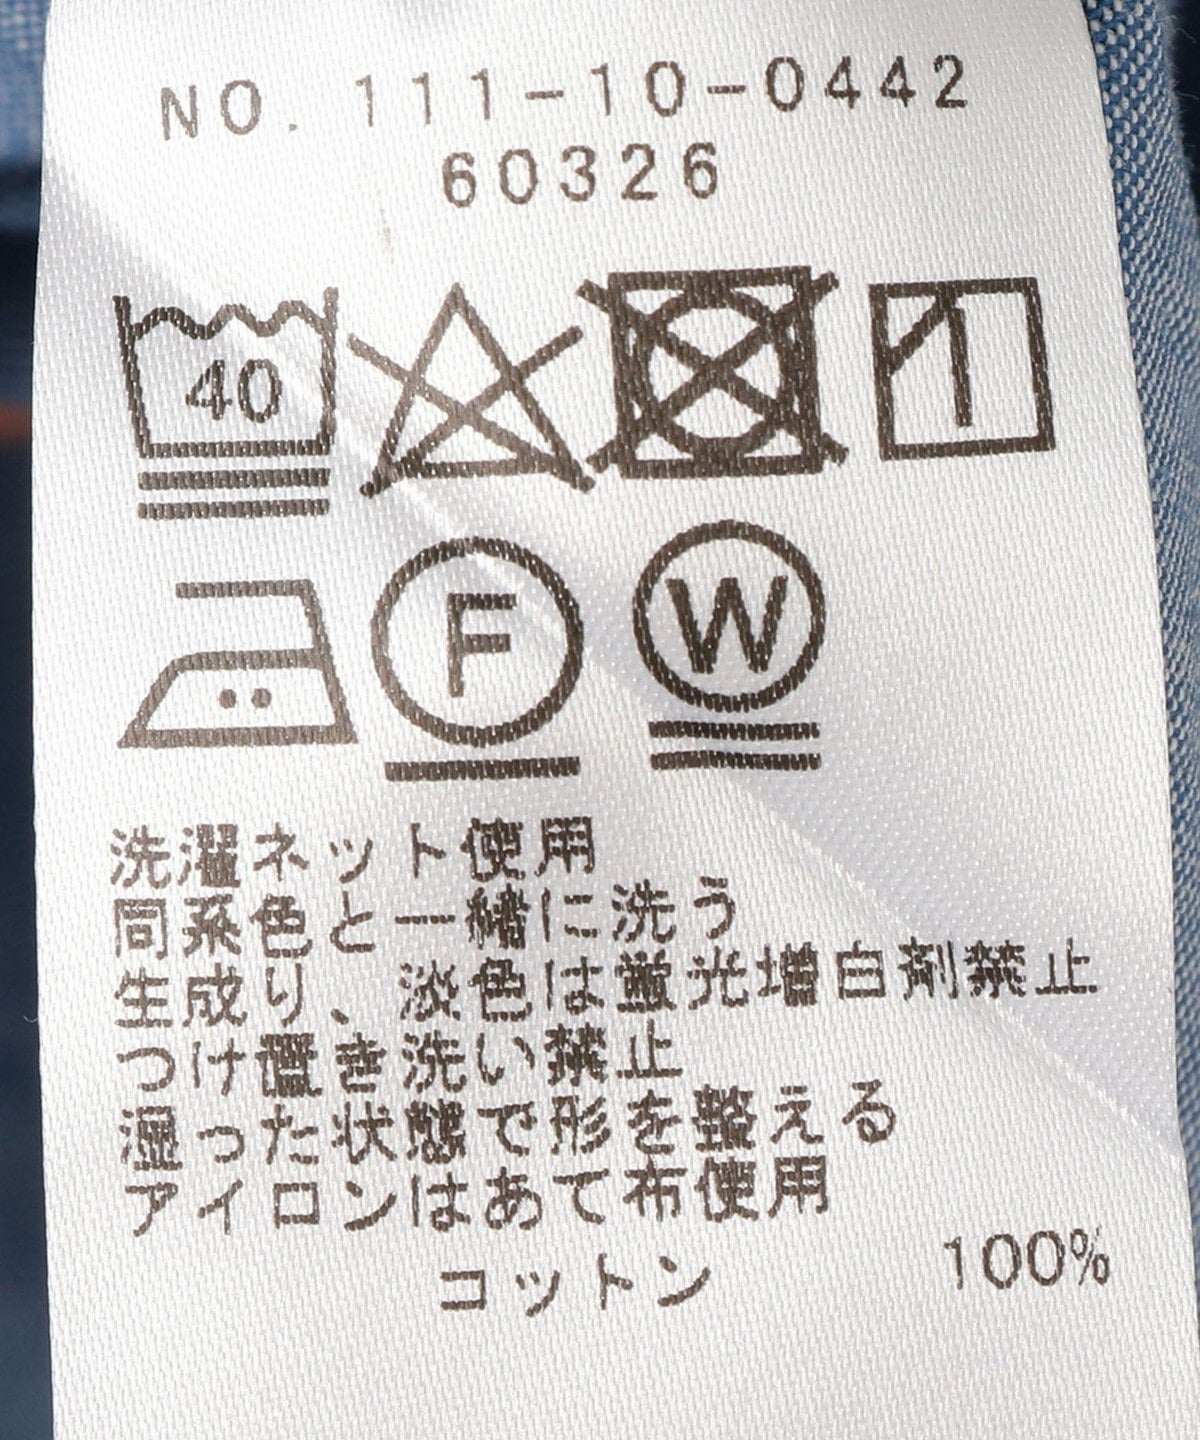 NO. 111-10-0442
60326
40
F W
洗濯ネット使用
同系色と一緒に洗う
生成り、淡色は蛍光増白剤禁止
つけ置き洗い禁止
湿った状態で形を整える
アイロンはあて布使用
コットン 100%